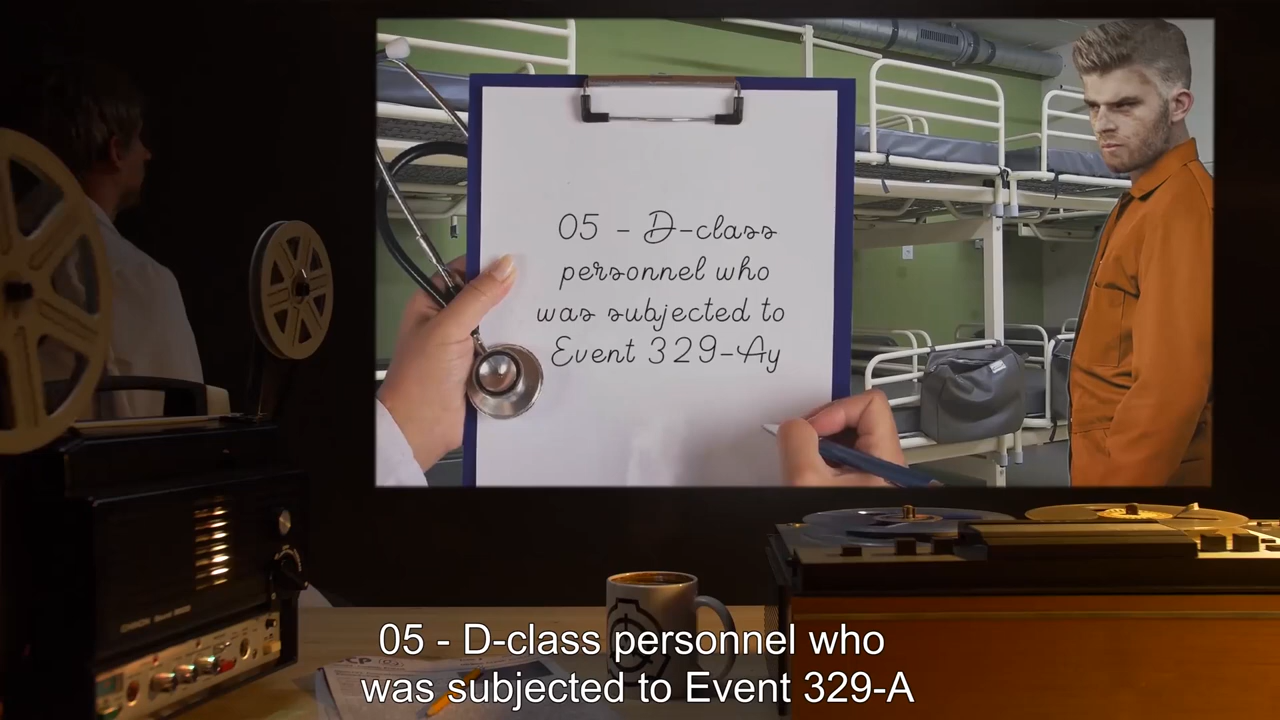 05 - D-class
personnel who
was subjected to
Event 329-Ay
CP
05 - D-class personnel who
was subjected to Event 329-A